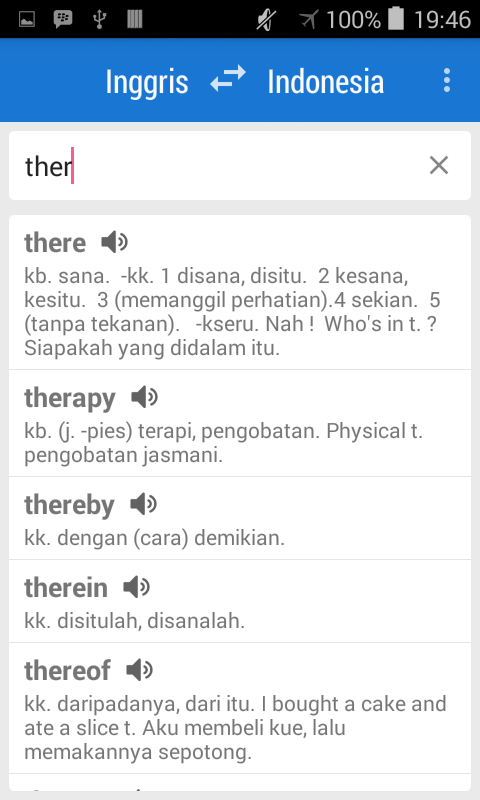 100% 19:46
Inggris Indonesia
ther
there
kb. sana.  -kk. 1 disana, disitu.  2 kesana,
kesitu.  3 (memanggil perhatian).4 sekian.  5
(tanpa tekanan).   -kseru. Nah !  Who's in t. ?
Siapakah yang didalam itu.
therapy
kb. (j. -pies) terapi, pengobatan. Physical t.
pengobatan jasmani.
thereby
kk. dengan (cara) demikian.
therein
kk. disitulah, disanalah.
thereof
kk. daripadanya, dari itu. I bought a cake and
ate a slice t. Aku membeli kue, lalu
memakannya sepotong.